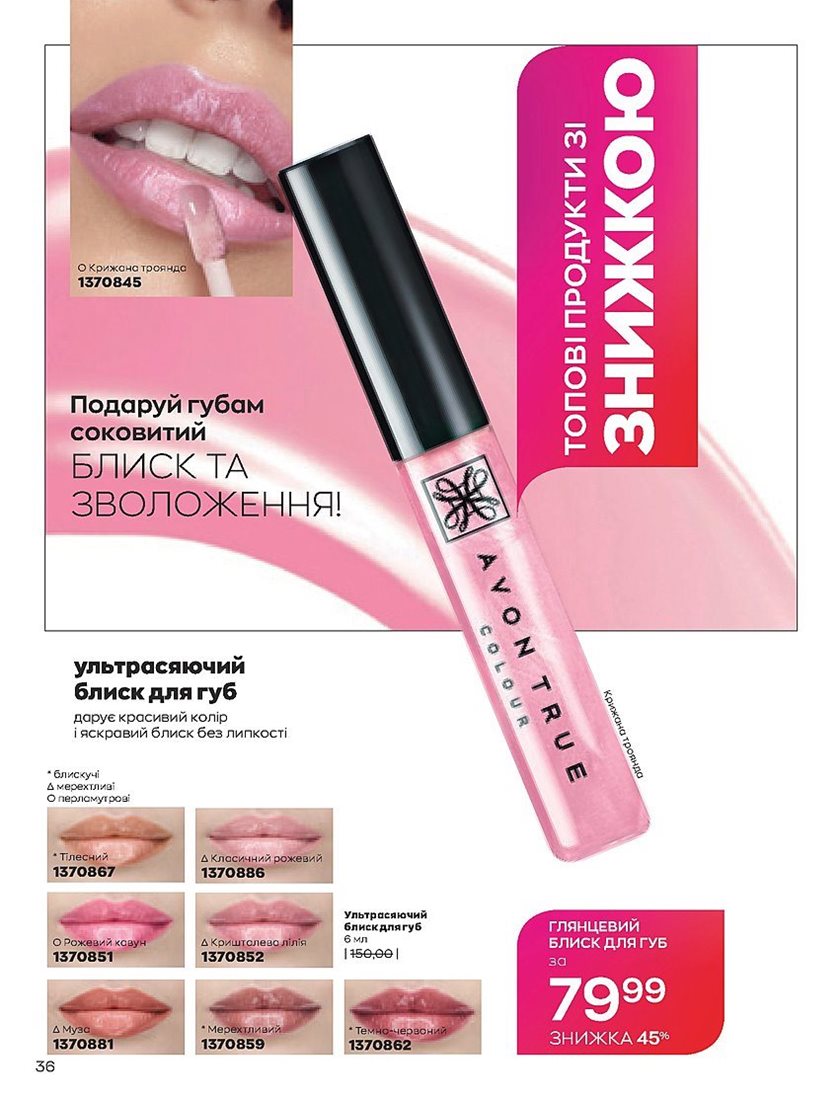 О Крижана троянда
1370845
ТОПОВІ ПРОДУКТИ ЗІ
ЗНИЖКОЮ
Подаруй губам
соковитий
БЛИСК ТА
ЗВОЛОЖЕННЯ!
AVON TRUE
COLOUR
Крижана троянда
ультрасяючий
блиск для губ
дарує красивий колір
і яскравий блиск без липкості
* блискучі
Δ мерехтливі
О перламутрові
* Тілесний
1370867
Δ Класичний рожевий
1370886
О Рожевий кавун
1370851
Δ Кришталева лілія
1370852
Δ Муза
1370881
* Мерехтливий
1370859
* Темно-червоний
1370862
Ультрасяючий
блиск для губ
6 мл
| 150,00 |
ГЛЯНЦЕВИЙ
БЛИСК ДЛЯ ГУБ
за
79⁹⁹
ЗНИЖКА 45%
36